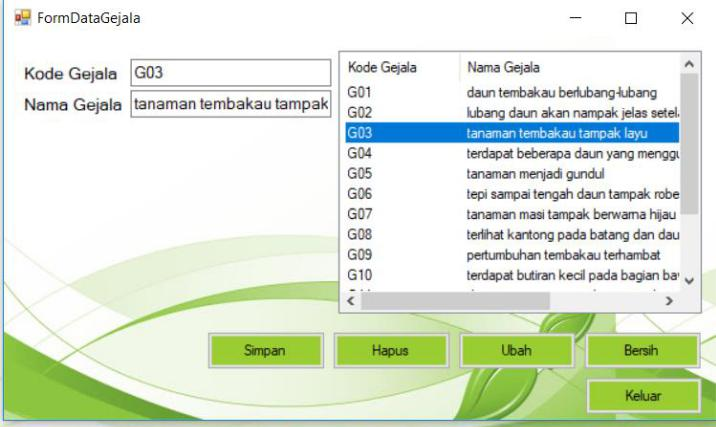 FormDataGejala
Kode Gejala G03
Nama Gejala tanaman tembakau tampak
Kode Gejala Nama Gejala
G01 daun tembakau berlubang-lubang
G02 lubang daun akan nampak jelas setel
G03 tanaman tembakau tampak layu
G04 terdapat beberapa daun yang menggu
G05 tanaman menjadi gundul
G06 tepi sampai tengah daun tampak robe
G07 tanaman masi tampak berwarna hijau
G08 terlihat kantong pada batang dan dau
G09 pertumbuhan tembakau terhambat
G10 terdapat butiran kecil pada bagian ba
Simpan Hapus Ubah Bersih
Keluar